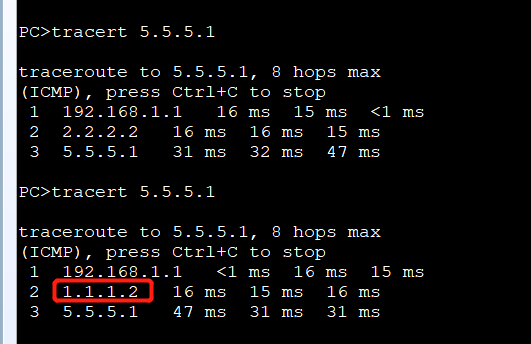 PC>tracert 5.5.5.1
traceroute to 5.5.5.1, 8 hops max
(ICMP), press Ctrl+C to stop
1 192.168.1.1 16 ms 15 ms <1 ms
2 2.2.2.2 16 ms 16 ms 15 ms
3 5.5.5.1 31 ms 32 ms 47 ms
PC>tracert 5.5.5.1
traceroute to 5.5.5.1, 8 hops max
(ICMP), press Ctrl+C to stop
1 192.168.1.1 <1 ms 16 ms 15 ms
2 1.1.1.2 16 ms 15 ms 16 ms
3 5.5.5.1 47 ms 31 ms 31 ms